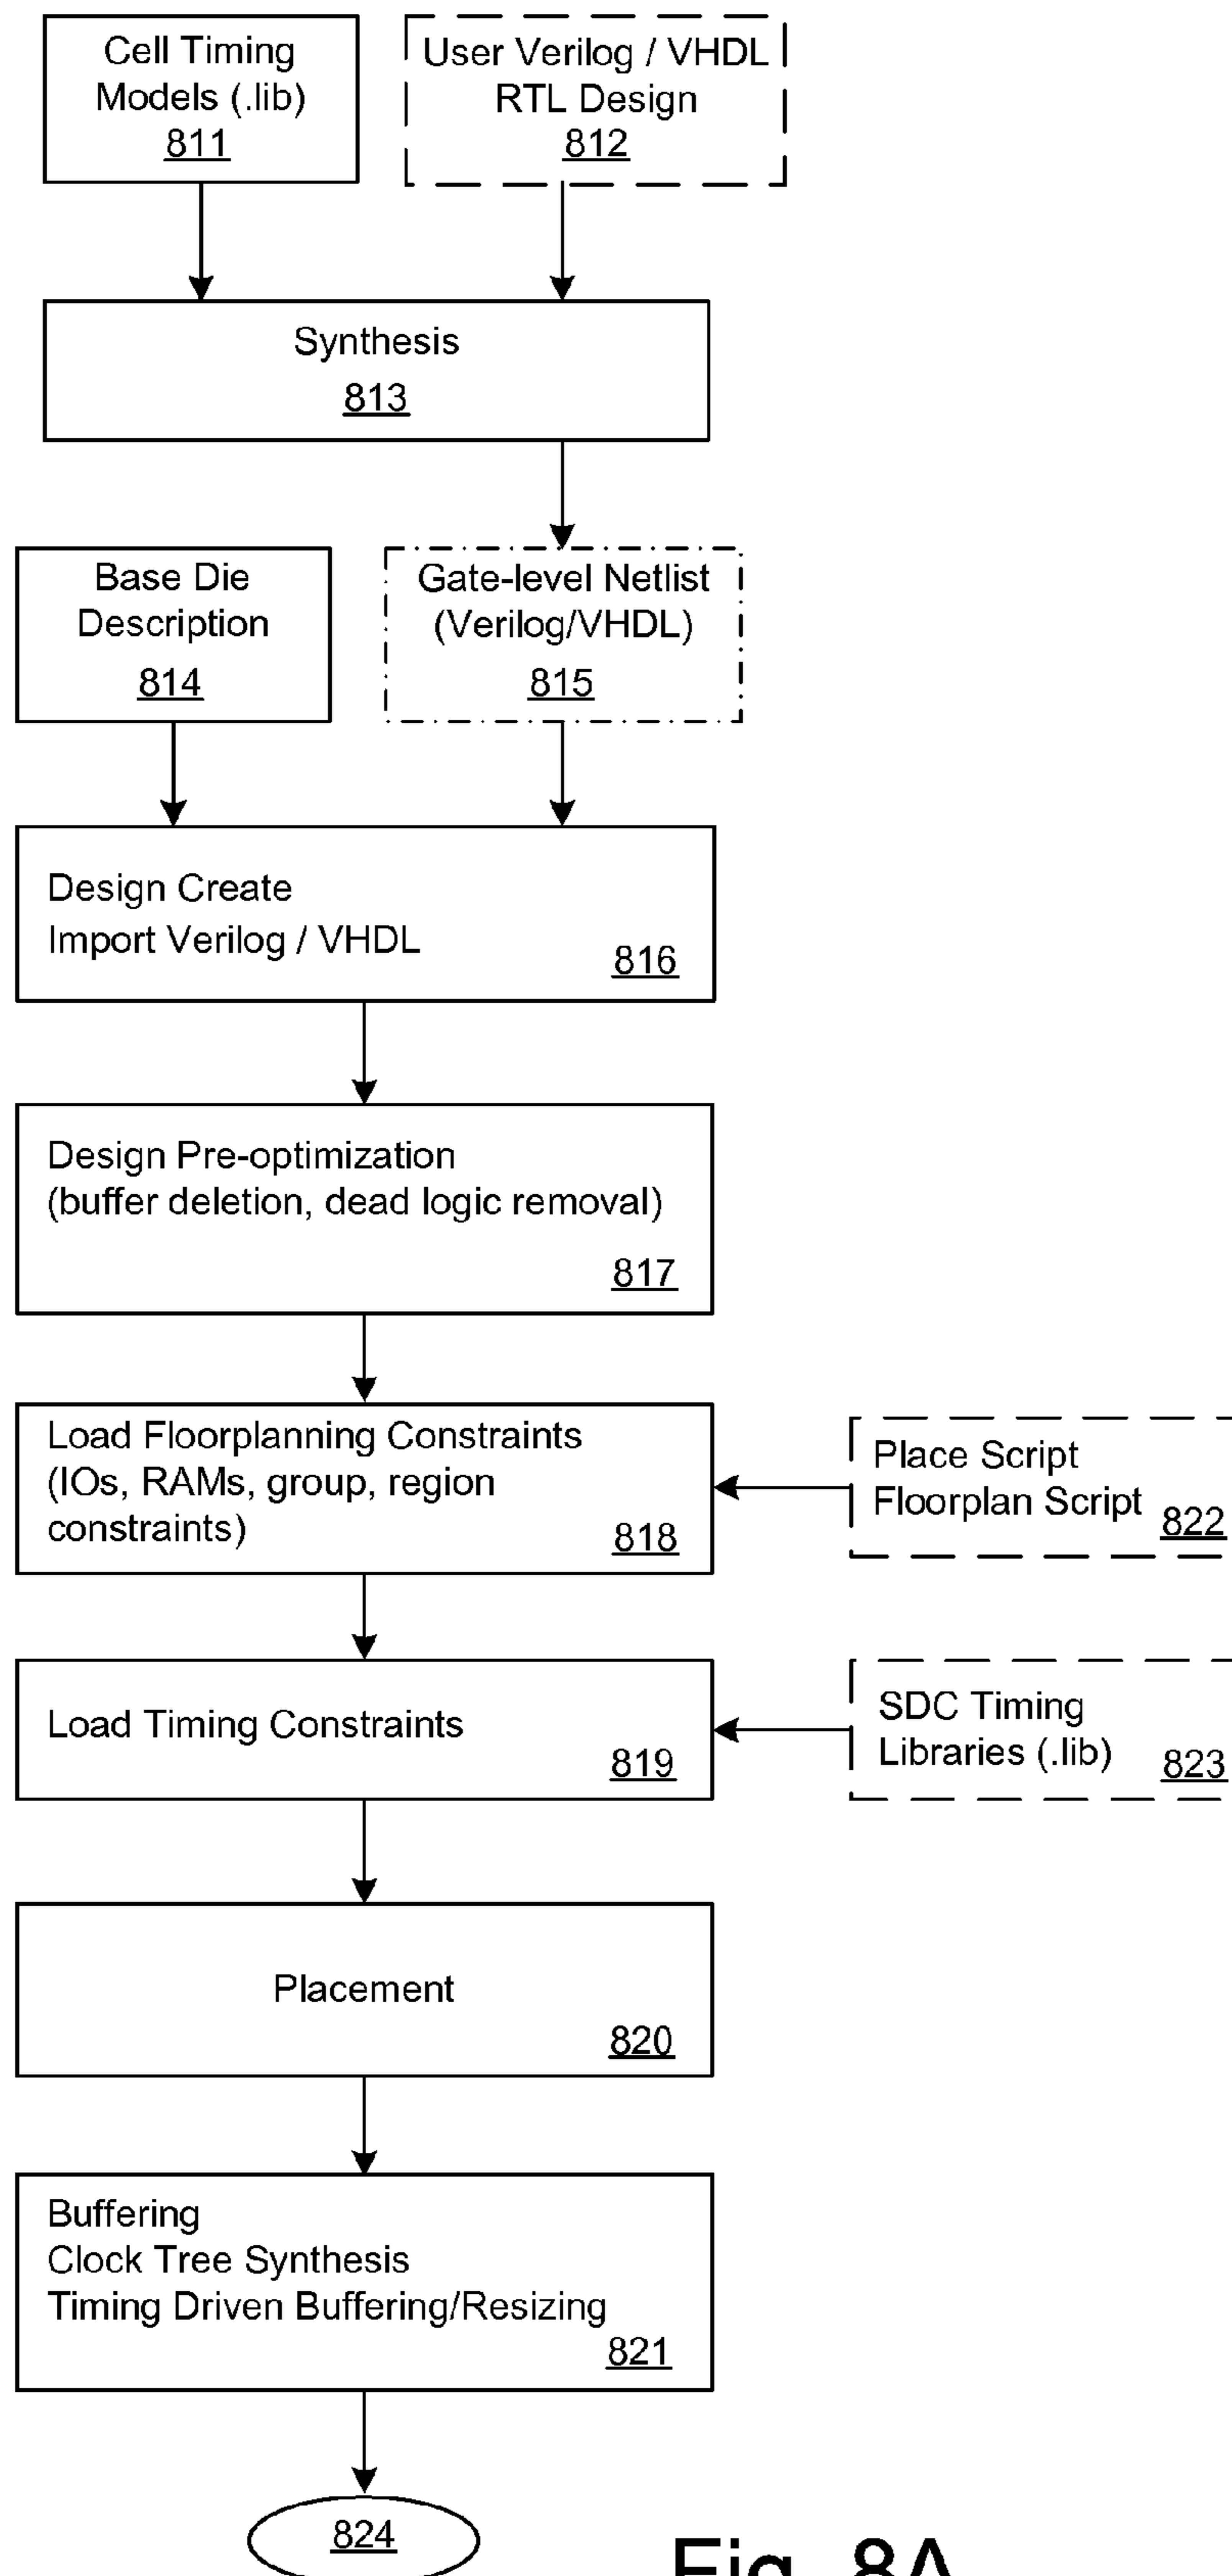 Cell Timing
Models (.lib)
811
User Verilog / VHDL
RTL Design
812
Synthesis
813
Base Die
Description
814
Gate-level Netlist
(Verilog/VHDL)
815
Design Create
Import Verilog / VHDL
816
Design Pre-optimization
(buffer deletion, dead logic removal)
817
Load Floorplanning Constraints
(IOs, RAMs, group, region
constraints)
818
Place Script
Floorplan Script
822
Load Timing Constraints
819
SDC Timing
Libraries (.lib)
823
Placement
820
Buffering
Clock Tree Synthesis
Timing Driven Buffering/Resizing
821
824
Fig. 8A